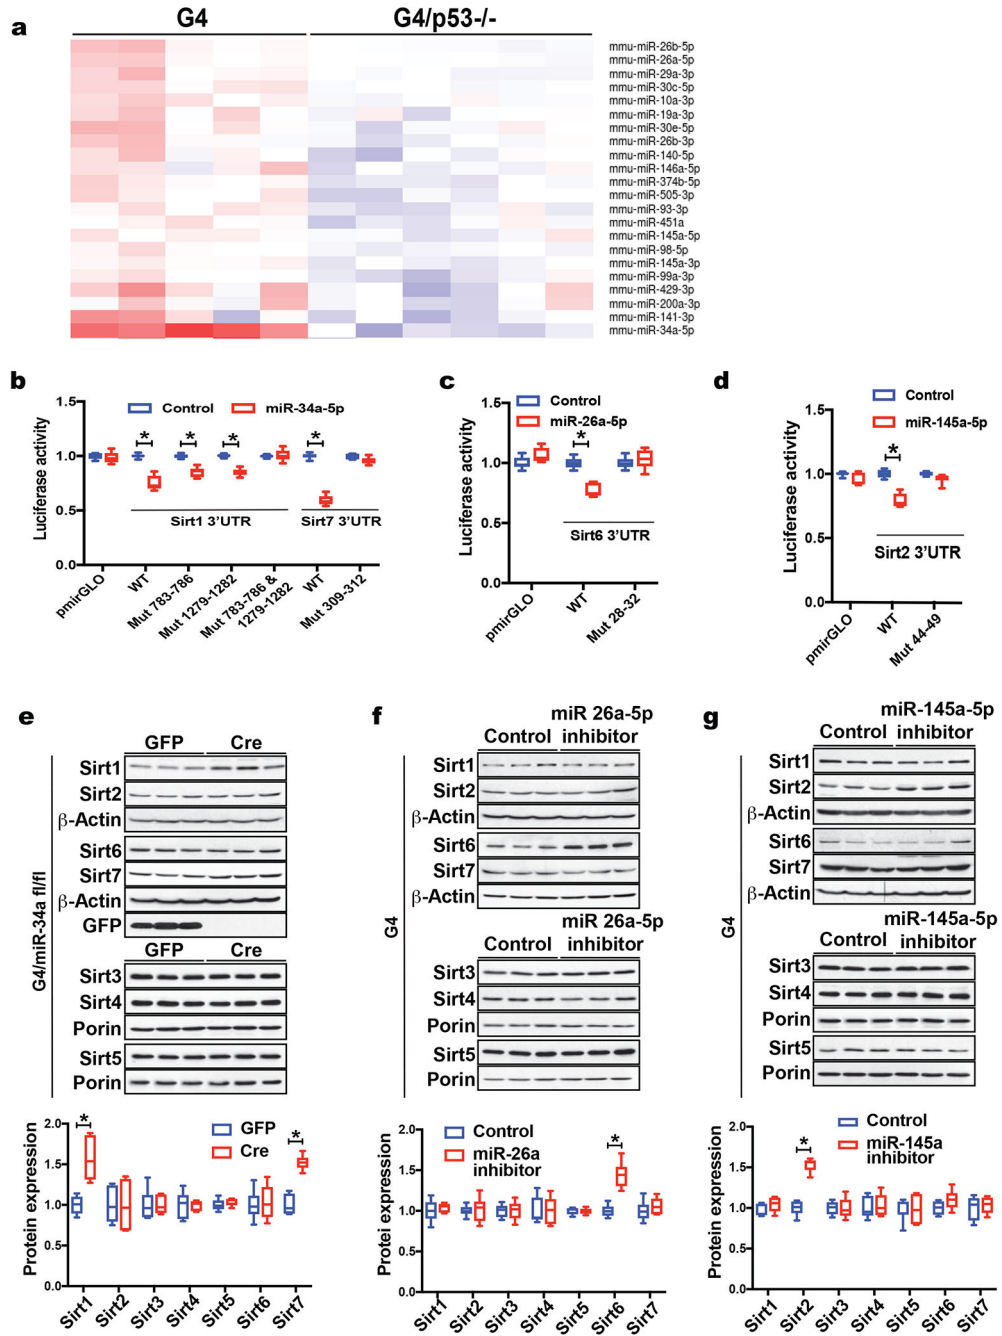 a
G4 G4/p53-/-
mmu-miR-26b-5p
mmu-miR-26a-5p
mmu-miR-29a-3p
mmu-miR-30c-5p
mmu-miR-10a-3p
mmu-miR-19a-3p
mmu-miR-30e-5p
mmu-miR-26b-3p
mmu-miR-140-5p
mmu-miR-146a-5p
mmu-miR-374b-5p
mmu-miR-505-3p
mmu-miR-93-3p
mmu-miR-451a
mmu-miR-145a-5p
mmu-miR-98-5p
mmu-miR-145a-3p
mmu-miR-99a-3p
mmu-miR-429-3p
mmu-miR-200a-3p
mmu-miR-141-3p
mmu-miR-34a-5p
b
Luciferase activity
1.5
1.0
0.5
0.0
Control miR-34a-5p
* * * *
Sirt1 3'UTR Sirt7 3'UTR
pmirGLO
WT
Mut 783-786
Mut 1279-1282
Mut 783-786 &
1279-1282
WT
Mut 309-312
c
Luciferase activity
1.5
1.0
0.5
0.0
Control
miR-26a-5p
*
Sirt6 3'UTR
pmirGLO
WT
Mut 28-32
d
Luciferase activity
1.5
1.0
0.5
0.0
Control
miR-145a-5p
*
Sirt2 3'UTR
pmirGLO
WT
Mut 44-49
e
G4/miR-34a fl/fl
GFP Cre
Sirt1
Sirt2
β-Actin
Sirt6
Sirt7
β-Actin
GFP
GFP Cre
Sirt3
Sirt4
Porin
Sirt5
Porin
Protein expression
2.0
1.5
1.0
0.5
0.0
GFP
Cre
* *
Sirt1 Sirt2 Sirt3 Sirt4 Sirt5 Sirt6 Sirt7
f
G4
miR 26a-5p
Control inhibitor
Sirt1
Sirt2
β-Actin
Sirt6
Sirt7
β-Actin
miR 26a-5p
Control inhibitor
Sirt3
Sirt4
Porin
Sirt5
Porin
Protein expression
2.0
1.5
1.0
0.5
0.0
Control
miR-26a
inhibitor
*
Sirt1 Sirt2 Sirt3 Sirt4 Sirt5 Sirt6 Sirt7
g
G4
miR-145a-5p
Control inhibitor
Sirt1
Sirt2
β-Actin
Sirt6
Sirt7
β-Actin
miR-145a-5p
Control inhibitor
Sirt3
Sirt4
Porin
Sirt5
Porin
Protein expression
2.0
1.5
1.0
0.5
0.0
Control
miR-145a
inhibitor
*
Sirt1 Sirt2 Sirt3 Sirt4 Sirt5 Sirt6 Sirt7